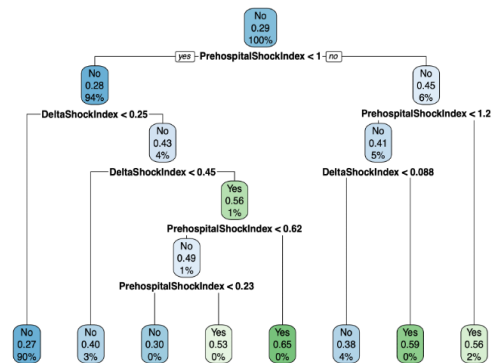 No
0.29
100%
yes PrehospitalShockIndex < 1 no
No
0.28
94%
No
0.45
6%
DeltaShockIndex < 0.25
PrehospitalShockIndex < 1.2
No
0.43
4%
No
0.41
5%
DeltaShockIndex < 0.45
DeltaShockIndex < 0.088
Yes
0.56
1%
PrehospitalShockIndex < 0.62
No
0.49
1%
PrehospitalShockIndex < 0.23
No
0.27
90%
No
0.40
3%
No
0.30
0%
Yes
0.53
0%
Yes
0.65
0%
No
0.38
4%
Yes
0.59
0%
Yes
0.56
2%